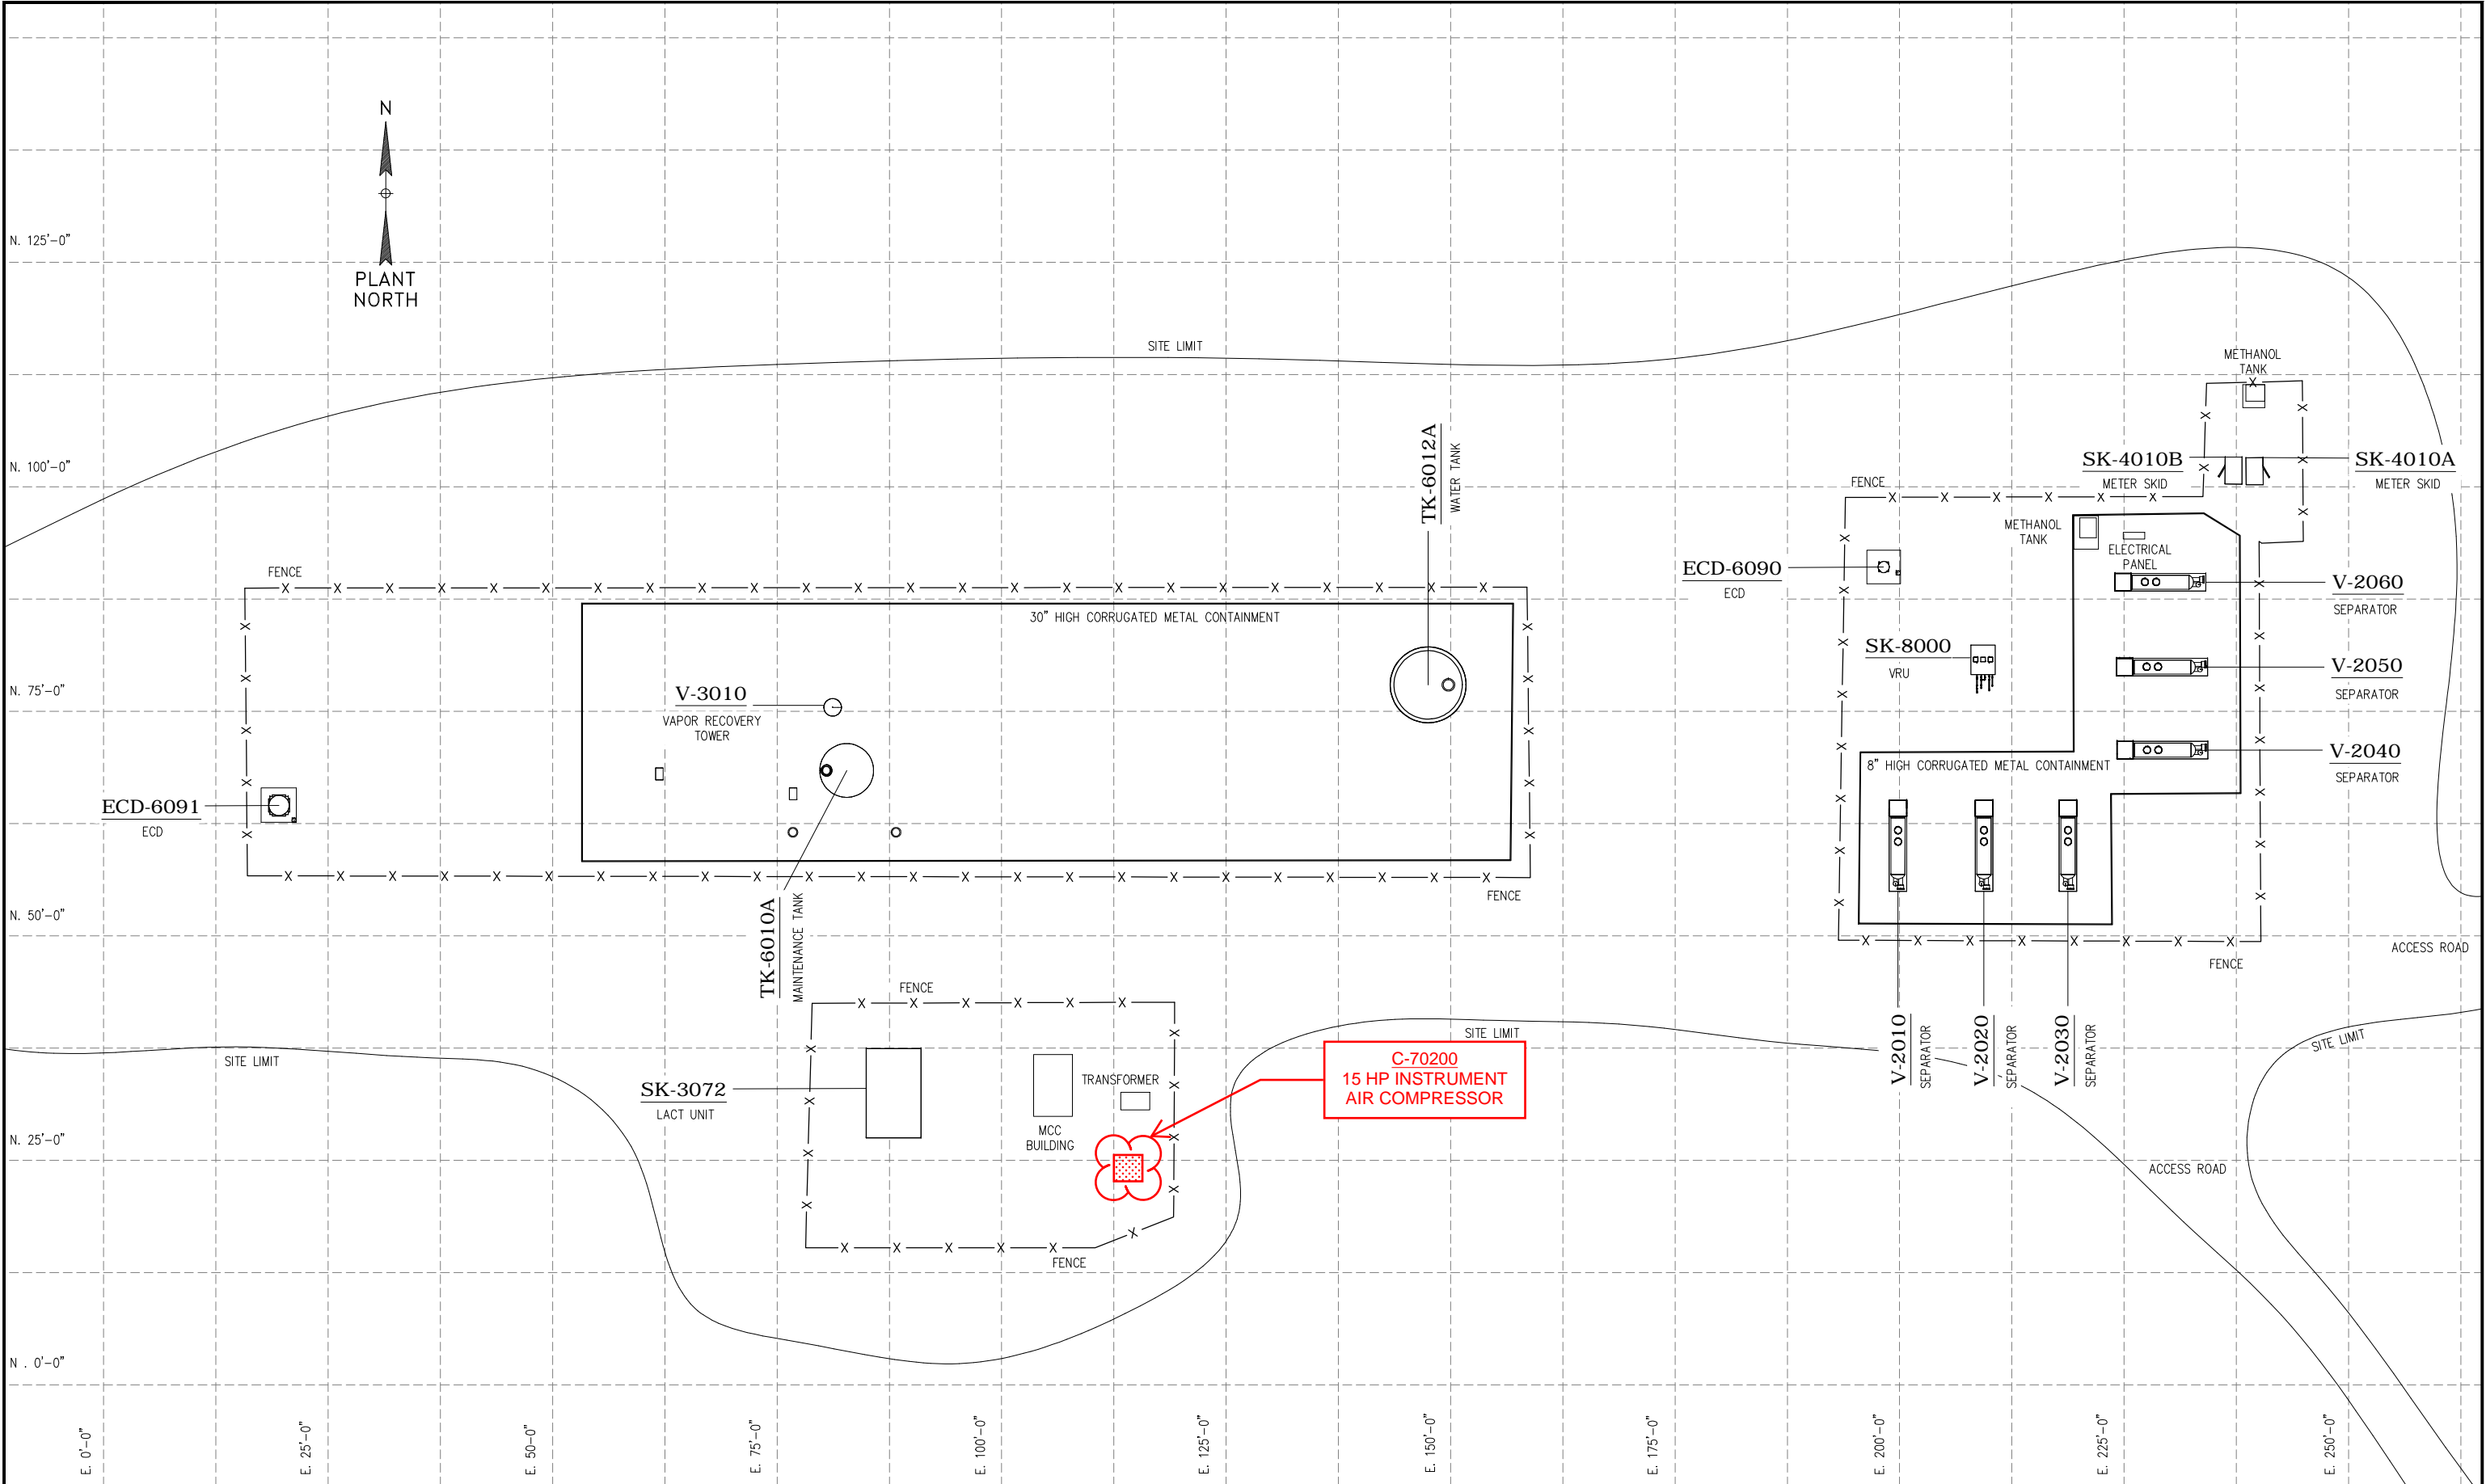 N
PLANT
NORTH
N. 125'-0"
SITE LIMIT
METHANOL
TANK
TK-6012A
WATER TANK
N. 100'-0"
SK-4010B
METER SKID
SK-4010A
METER SKID
FENCE
METHANOL
TANK
ELECTRICAL
PANEL
ECD-6090
ECD
FENCE
V-2060
SEPARATOR
30" HIGH CORRUGATED METAL CONTAINMENT
SK-8000
VRU
V-2050
SEPARATOR
N. 75'-0"
V-3010
VAPOR RECOVERY
TOWER
V-2040
SEPARATOR
8" HIGH CORRUGATED METAL CONTAINMENT
ECD-6091
ECD
FENCE
N. 50'-0"
TK-6010A
MAINTENANCE TANK
ACCESS ROAD
FENCE
FENCE
SITE LIMIT
V-2010
SEPARATOR
V-2020
SEPARATOR
V-2030
SEPARATOR
SITE LIMIT
SITE LIMIT
C-70200
15 HP INSTRUMENT
AIR COMPRESSOR
SK-3072
LACT UNIT
TRANSFORMER
MCC
BUILDING
N. 25'-0"
ACCESS ROAD
FENCE
N . 0'-0"
E. 0'-0"
E. 25'-0"
E. 50-0"
E. 75'-0"
E. 100'-0"
E. 125'-0"
E. 150'-0"
E. 175'-0"
E. 200'-0"
E. 225'-0"
E. 250'-0"